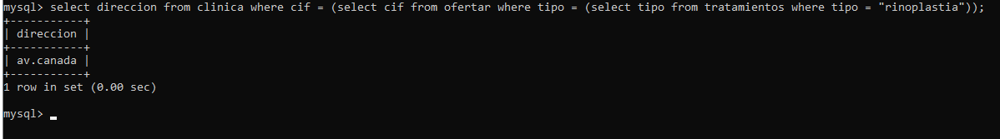 mysql> select direccion from clinica where cif = (select cif from ofertar where tipo = (select tipo from tratamientos where tipo = "rinoplastia"));
+-----------+
| direccion |
+-----------+
| av.canada |
+-----------+
1 row in set (0.00 sec)
mysql> _